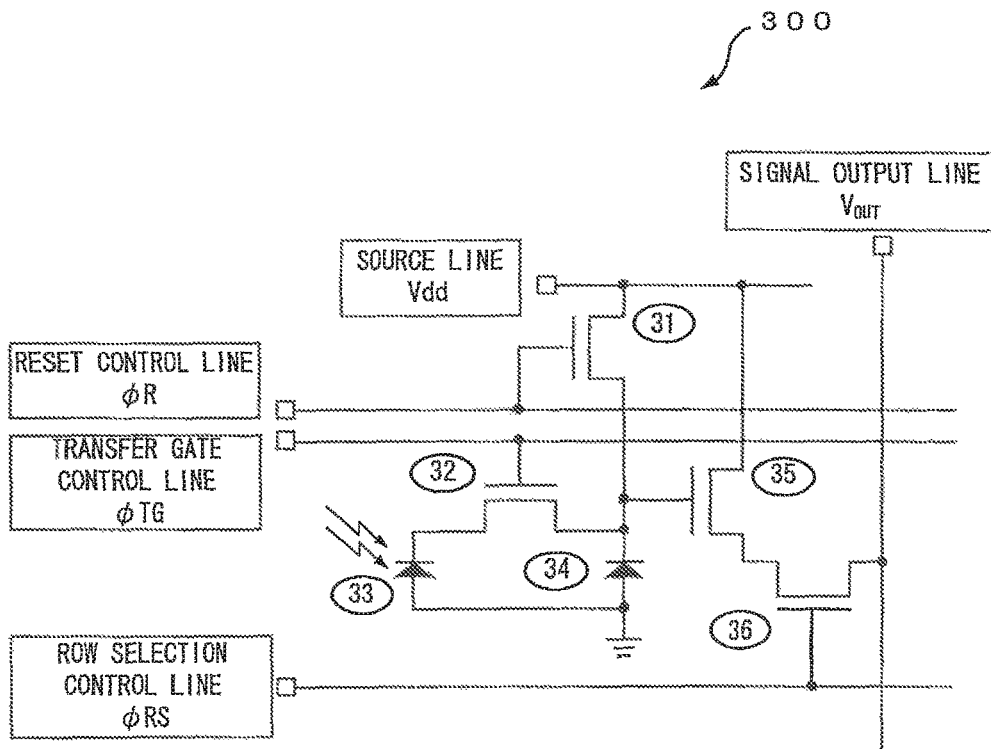 300
SIGNAL OUTPUT LINE
VOUT
SOURCE LINE
Vdd
31
RESET CONTROL LINE
φR
TRANSFER GATE
CONTROL LINE
φTG
32
35
33
34
36
ROW SELECTION
CONTROL LINE
φRS